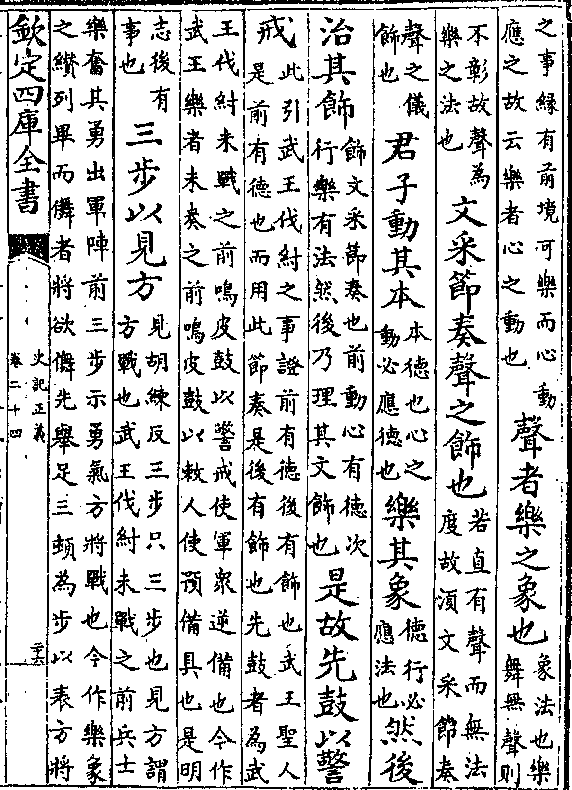 之事縁有前境可樂而心動
應之故云樂者心之動也
聲者樂之象也
象法也樂舞無聲則
不彰故聲為
樂之法也
文采節奏聲之飾也
若直有聲而無法
度故湏文采節奏
聲之儀
飾也
君子動其本
本徳也心之
動必應徳也
樂其象
徳行必
應法也
然後
治其飾
飾文采節奏也前動心有徳次
行樂有法然後乃理其文飾也
是故先鼓以警
戒
此引武王伐紂之事證前有徳後有飾也武王聖人
是前有德也而用此節奏是後有飾也先鼓者為武
王伐紂未戰之前鳴皮鼓以警戒使軍衆逆備也今作
武王樂者未奏之前鳴皮鼓以敕人使預備具也是明
志後有
事也
三步以見方
見胡練反三步只三步也見方謂
方戰也武王伐紂未戰之前兵士
樂奮其勇出軍陣前三步示勇氣方將戰也今作樂象
之纘列畢而儛者將欲儛先舉足三頓為步以表方將
欽定四庫全書
史記正義
卷二十四
二十六